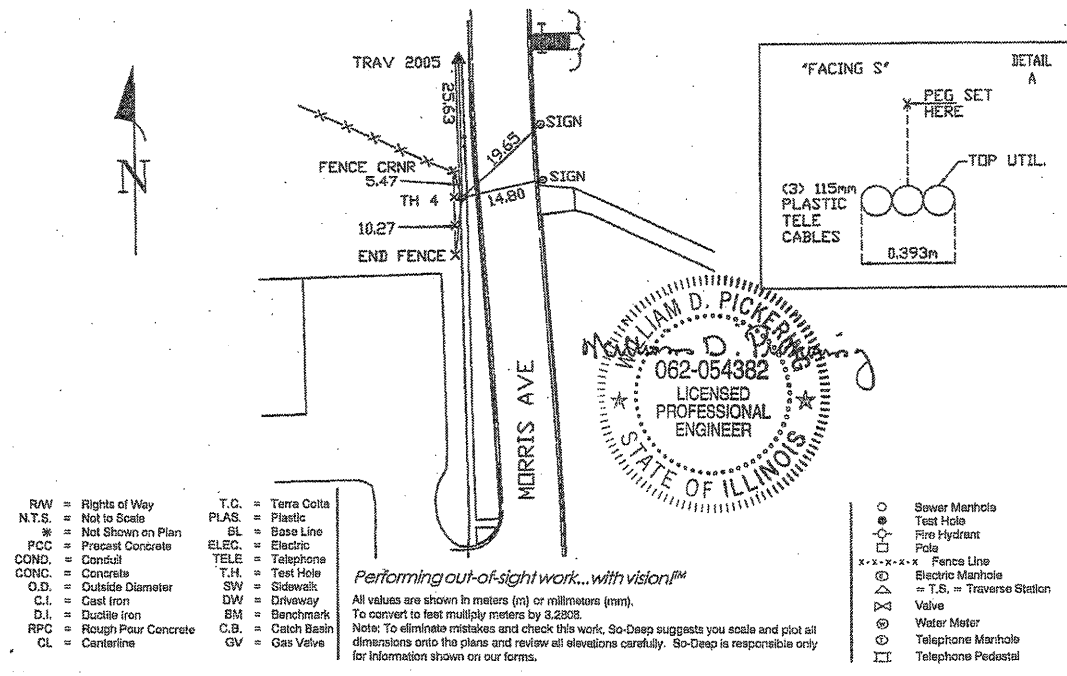 TRAV 2005
25.63
SIGN
19.65
FENCE CRNR
5.47
SIGN
TH 4
14.80
10.27
END FENCE
N
MORRIS AVE
"FACING S"
DETAIL
A
PEG SET
HERE
TOP UTIL.
(3) 115mm
PLASTIC
TELE
CABLES
0.393m
WILLIAM D. PICKERING
062-054382
LICENSED
PROFESSIONAL
ENGINEER
STATE OF ILLINOIS
R/W = Rights of Way
N.T.S. = Not to Scale
* = Not Shown on Plan
PCC = Precast Concrete
COND. = Conduit
CONC. = Concrete
O.D. = Outside Diameter
C.I. = Cast Iron
D.I. = Ductile Iron
RPC = Rough Pour Concrete
CL = Centerline
T.C. = Terra Cotta
PLAS. = Plastic
BL = Base Line
ELEC. = Electric
TELE = Telephone
T.H. = Test Hole
SW = Sidewalk
DW = Driveway
BM = Benchmark
C.B. = Catch Basin
GV = Gas Valve
Performing out-of-sight work...with vision!™
All values are shown in meters (m) or millimeters (mm).
To convert to feet multiply meters by 3.2808.
Note: To eliminate mistakes and check this work, So-Deep suggests you scale and plot all
dimensions onto the plans and review all elevations carefully. So-Deep is responsible only
for information shown on our forms.
Sewer Manhole
Test Hole
Fire Hydrant
Pole
x-x-x-x-x Fence Line
E Electric Manhole
= T.S. = Traverse Station
Valve
W Water Meter
T Telephone Manhole
Telephone Pedestal